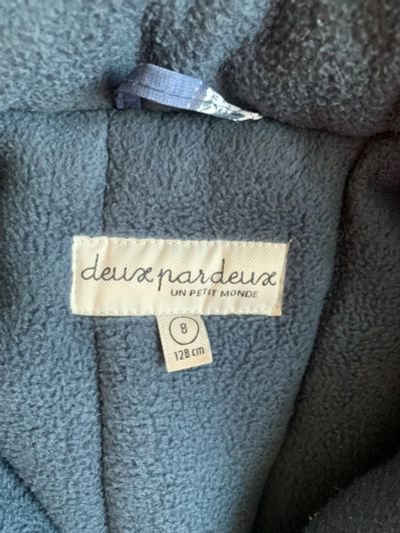 deux par deux
UN PETIT MONDE
8
128 cm